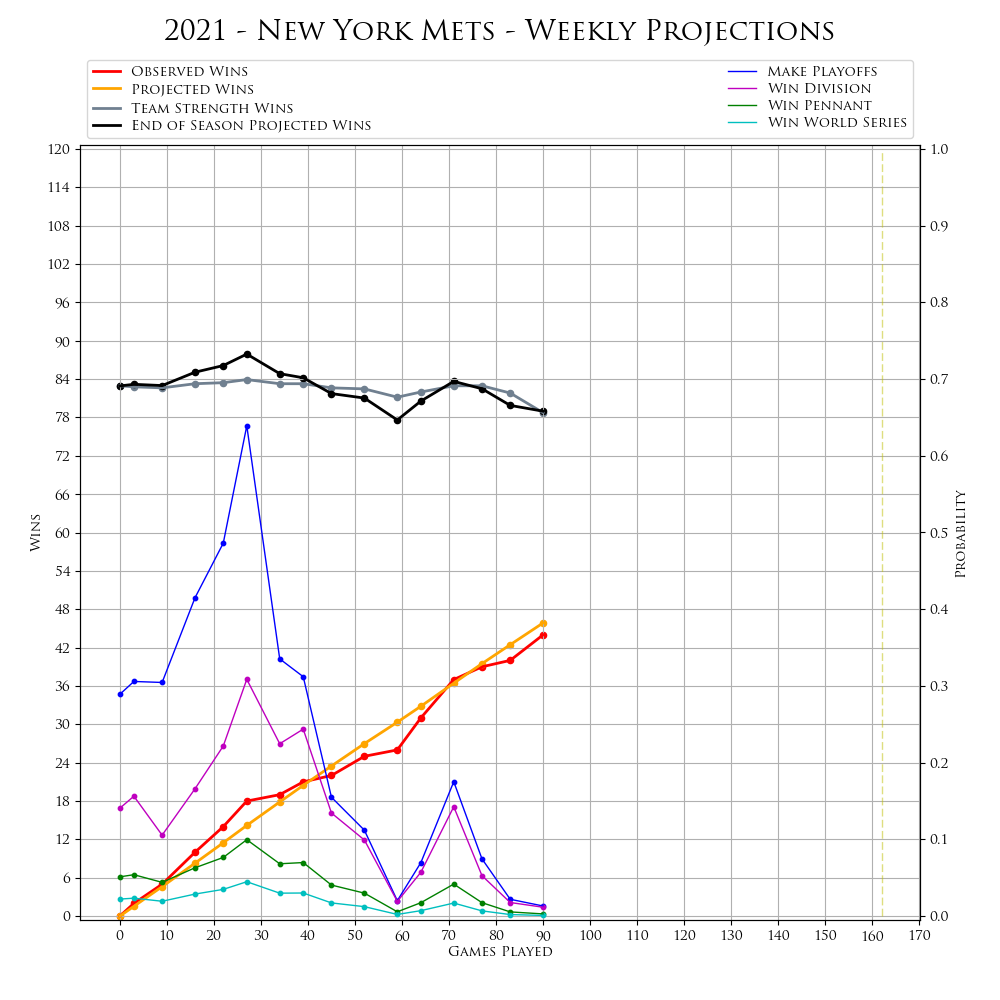 2021 - New York Mets - Weekly Projections
Observed Wins
Projected Wins
Team Strength Wins
End of Season Projected Wins
Make Playoffs
Win Division
Win Pennant
Win World Series
120
114
108
102
96
90
84
78
72
66
60
54
48
42
36
30
24
18
12
6
0
Wins
1.0
0.9
0.8
0.7
0.6
0.5
0.4
0.3
0.2
0.1
0.0
Probability
0 10 20 30 40 50 60 70 80 90 100 110 120 130 140 150 160 170
Games Played